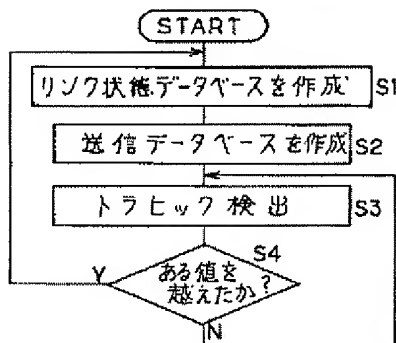 START
リンク状態データベースを作成 S1
送信データベースを作成 S2
トラヒック検出 S3
S4
ある値を
越えたか?
Y
N